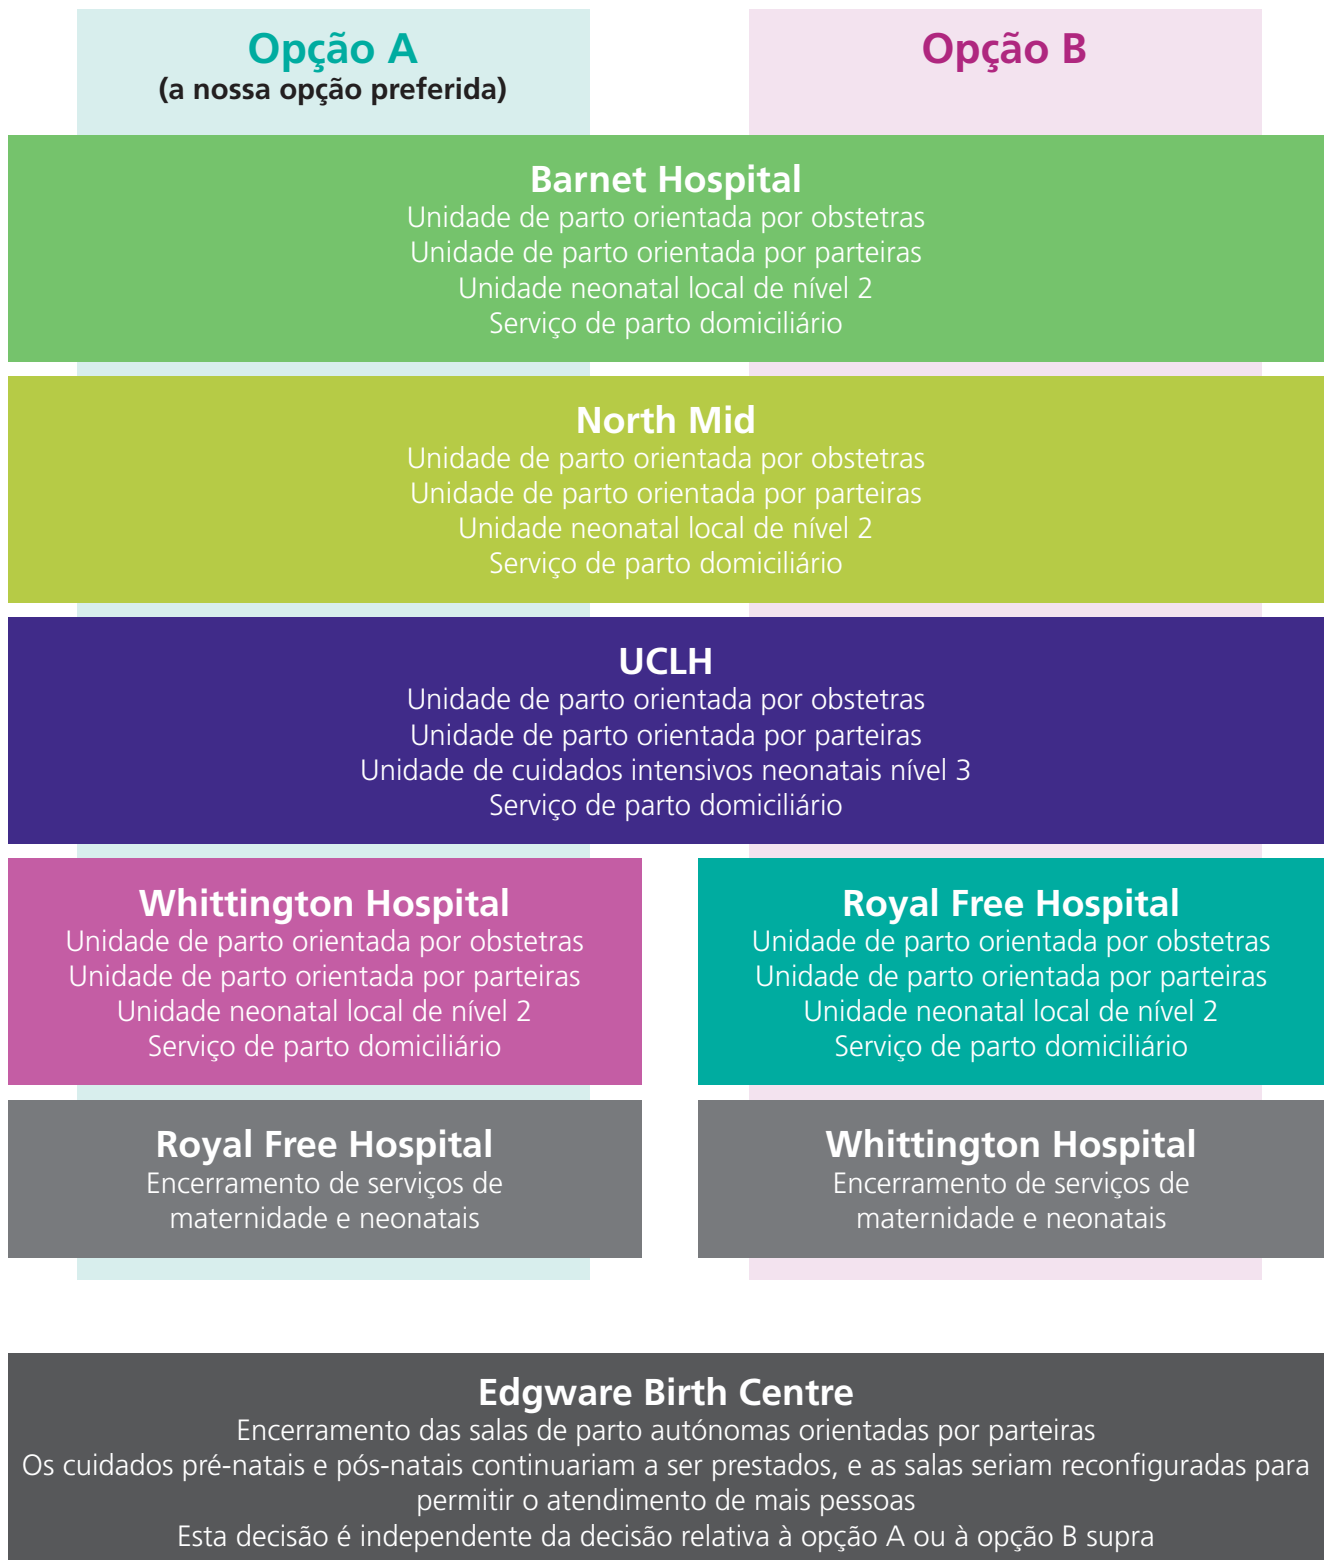 Opção A
(a nossa opção preferida)
Opção B
Barnet Hospital
Unidade de parto orientada por obstetras
Unidade de parto orientada por parteiras
Unidade neonatal local de nível 2
Serviço de parto domiciliário
North Mid
Unidade de parto orientada por obstetras
Unidade de parto orientada por parteiras
Unidade neonatal local de nível 2
Serviço de parto domiciliário
UCLH
Unidade de parto orientada por obstetras
Unidade de parto orientada por parteiras
Unidade de cuidados intensivos neonatais nível 3
Serviço de parto domiciliário
Whittington Hospital
Unidade de parto orientada por obstetras
Unidade de parto orientada por parteiras
Unidade neonatal local de nível 2
Serviço de parto domiciliário
Royal Free Hospital
Unidade de parto orientada por obstetras
Unidade de parto orientada por parteiras
Unidade neonatal local de nível 2
Serviço de parto domiciliário
Royal Free Hospital
Encerramento de serviços de
maternidade e neonatais
Whittington Hospital
Encerramento de serviços de
maternidade e neonatais
Edgware Birth Centre
Encerramento das salas de parto autónomas orientadas por parteiras
Os cuidados pré-natais e pós-natais continuariam a ser prestados, e as salas seriam reconfiguradas para
permitir o atendimento de mais pessoas
Esta decisão é independente da decisão relativa à opção A ou à opção B supra